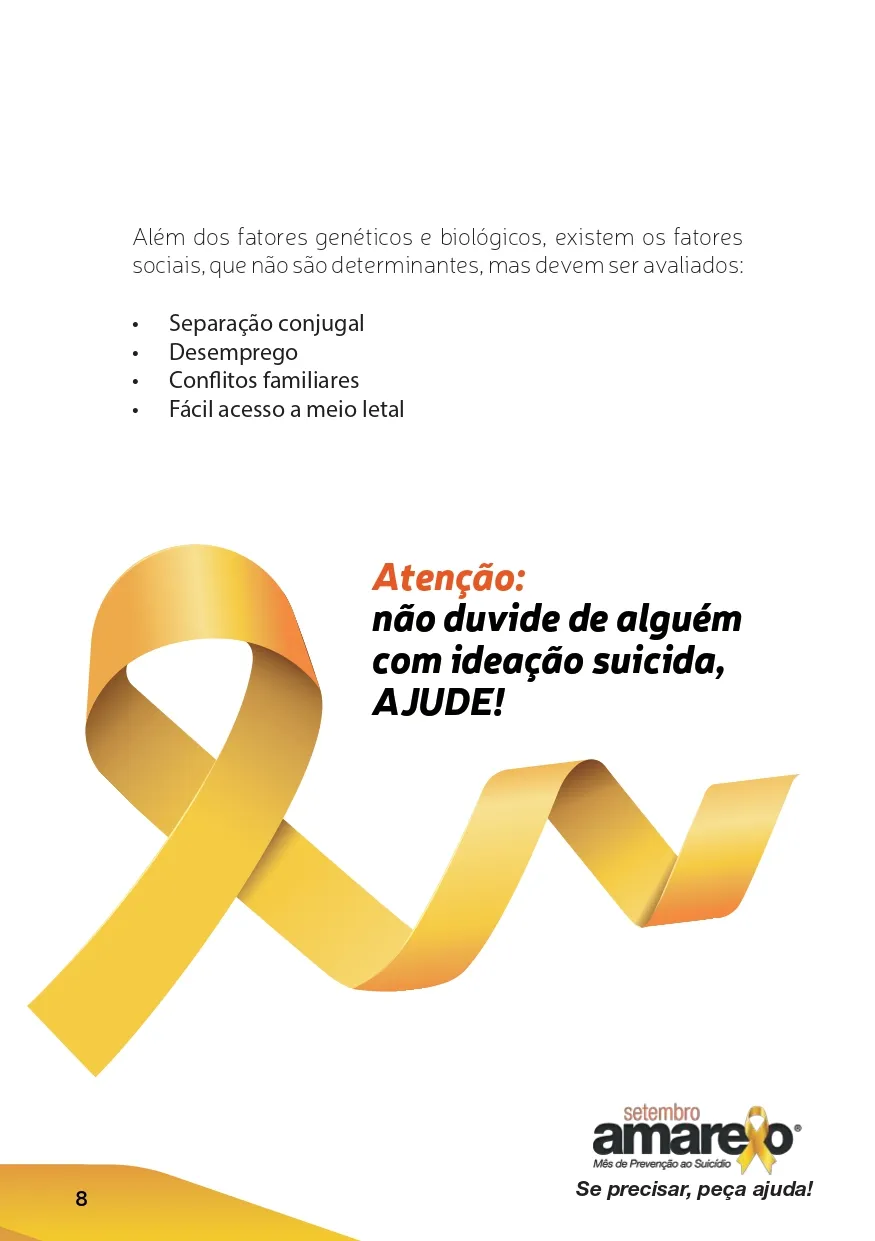 Além dos fatores genéticos e biológicos, existem os fatores
sociais, que não são determinantes, mas devem ser avaliados:
• Separação conjugal
• Desemprego
• Conflitos familiares
• Fácil acesso a meio letal
Atenção:
não duvide de alguém
com ideação suicida,
AJUDE!
setembro
amarelo®
Mês de Prevenção ao Suicídio
Se precisar, peça ajuda!
8